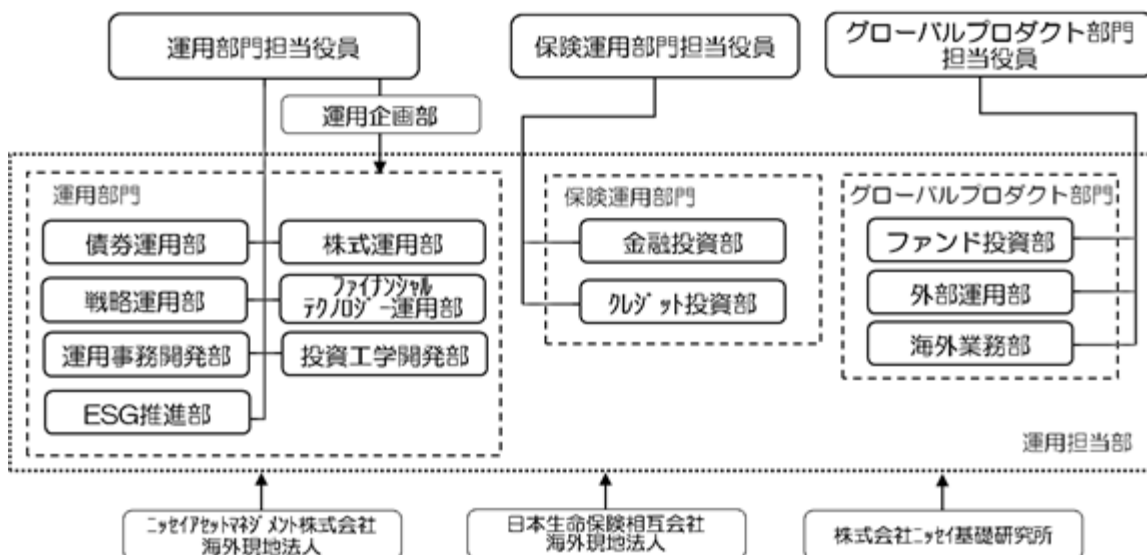 運用部門担当役員
保険運用部門担当役員
グローバルプロダクト部門
担当役員
運用企画部
運用部門
債券運用部
株式運用部
戦略運用部
ファイナンシャル
テクノロジー運用部
運用事務開発部
投資工学開発部
ESG推進部
保険運用部門
金融投資部
クレジット投資部
グローバルプロダクト部門
ファンド投資部
外部運用部
海外業務部
運用担当部
ニッセイアセットマネジメント株式会社
海外現地法人
日本生命保険相互会社
海外現地法人
株式会社ニッセイ基礎研究所